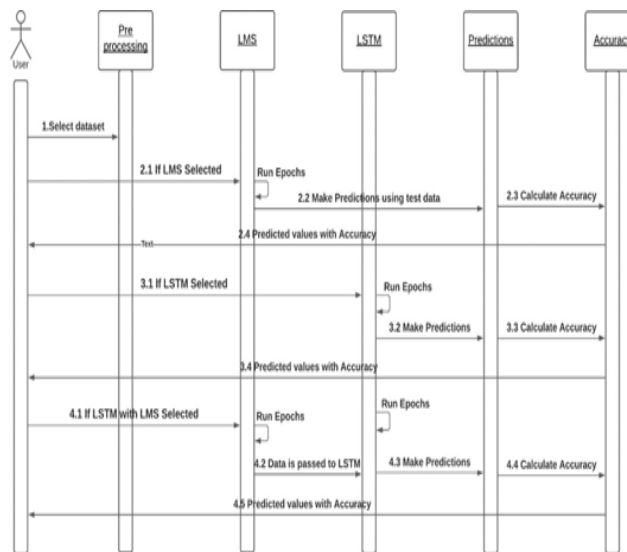 Pre
processing
LMS
LSTM
Predictions
Accurac
User
1.Select dataset
2.1 If LMS Selected
Run Epochs
2.2 Make Predictions using test data
2.3 Calculate Accuracy
2.4 Predicted values with Accuracy
Text
3.1 If LSTM Selected
Run Epochs
3.2 Make Predictions
3.3 Calculate Accuracy
3.4 Predicted values with Accuracy
4.1 If LSTM with LMS Selected
Run Epochs
Run Epochs
4.2 Data is passed to LSTM
4.3 Make Predictions
4.4 Calculate Accuracy
4.5 Predicted values with Accuracy